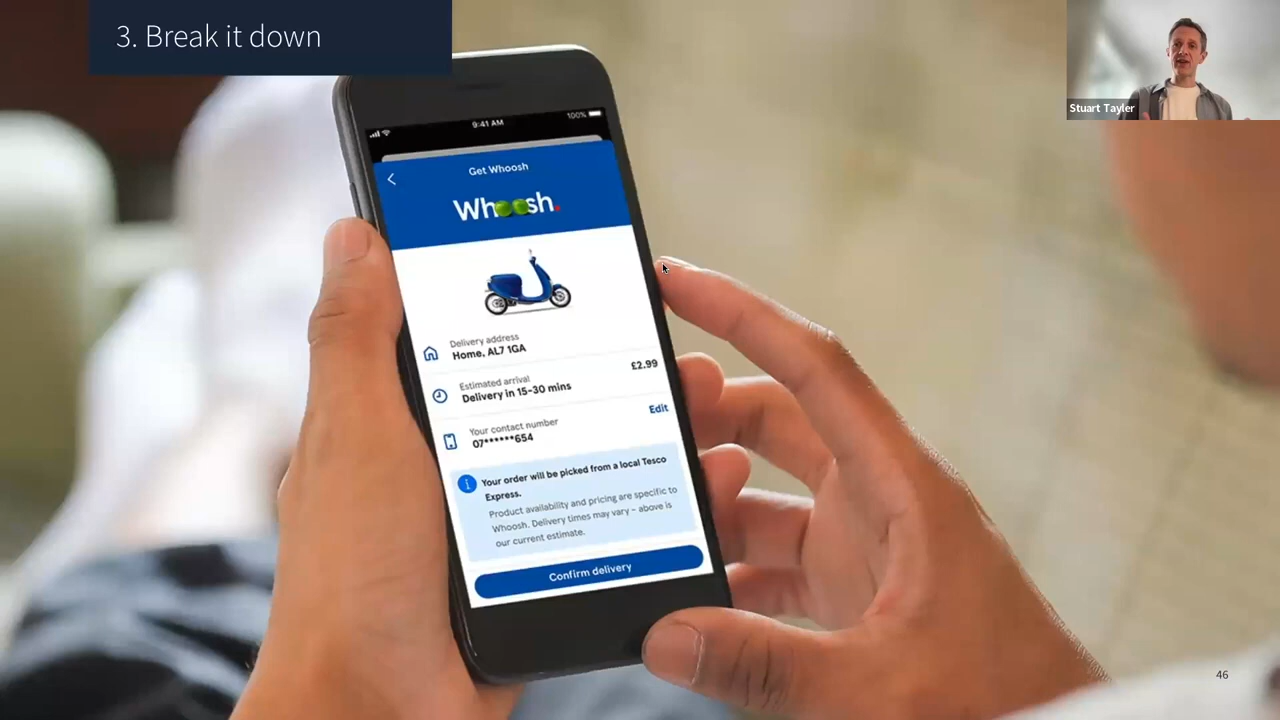 3. Break it down
Stuart Tayler
9:41 AM
100%
Get Whoosh
Whoosh.
Delivery address
Home, AL7 1GA
Estimated arrival
£2.99
Delivery in 15-30 mins
Your contact number
Edit
07******654
Your order will be picked from a local Tesco
Express.
Product availability and pricing are specific to
Whoosh. Delivery times may vary – above is
our current estimate.
Confirm delivery
46